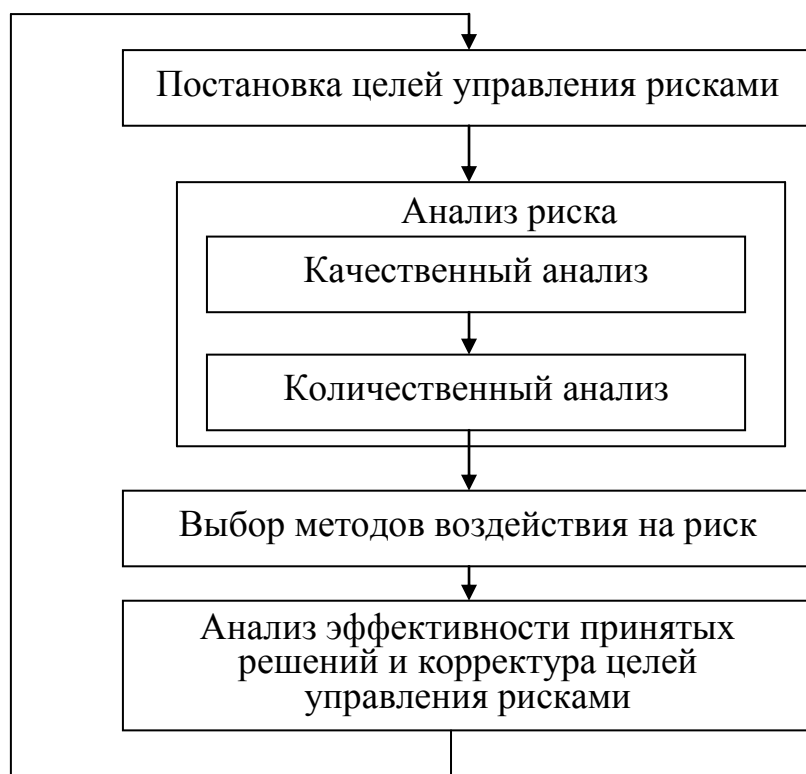 Постановка целей управления рисками
Анализ риска
Качественный анализ
Количественный анализ
Выбор методов воздействия на риск
Анализ эффективности принятых
решений и корректура целей
управления рисками